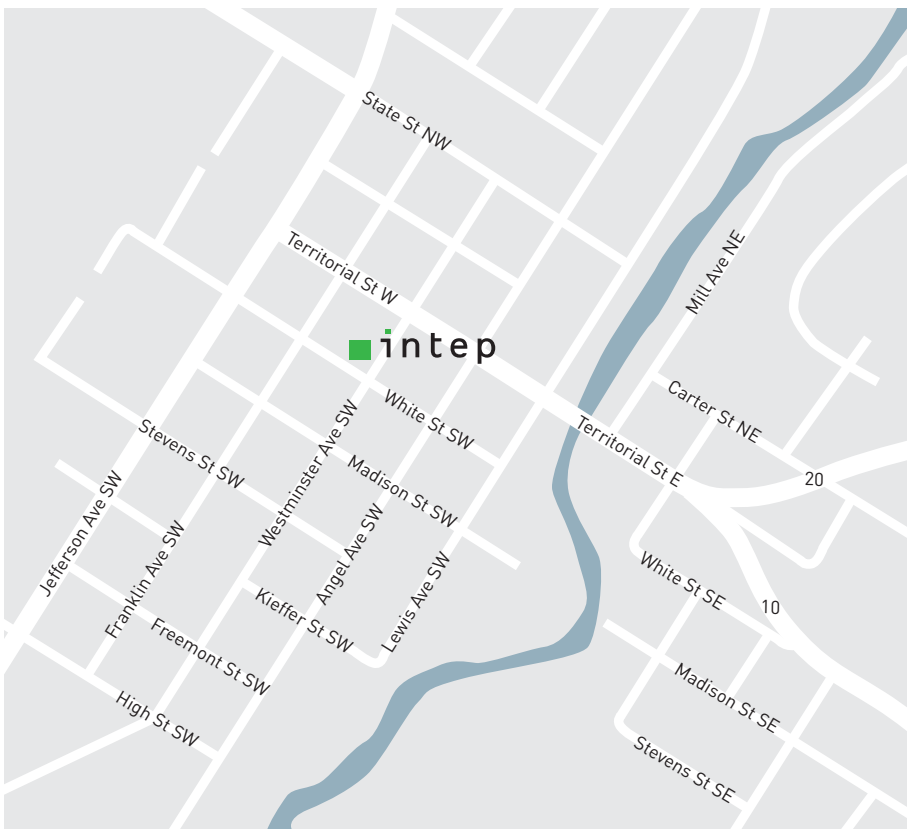 State St NW
Mill Ave NE
Territorial St W
intep
Carter St NE
White St SW
Territorial St E
Stevens St SW
Westminster Ave SW
Madison St SW
20
Jefferson Ave SW
Angel Ave SW
Franklin Ave SW
Lewis Ave SW
White St SE
Kieffer St SW
10
Freemont St SW
Madison St SE
High St SW
Stevens St SE